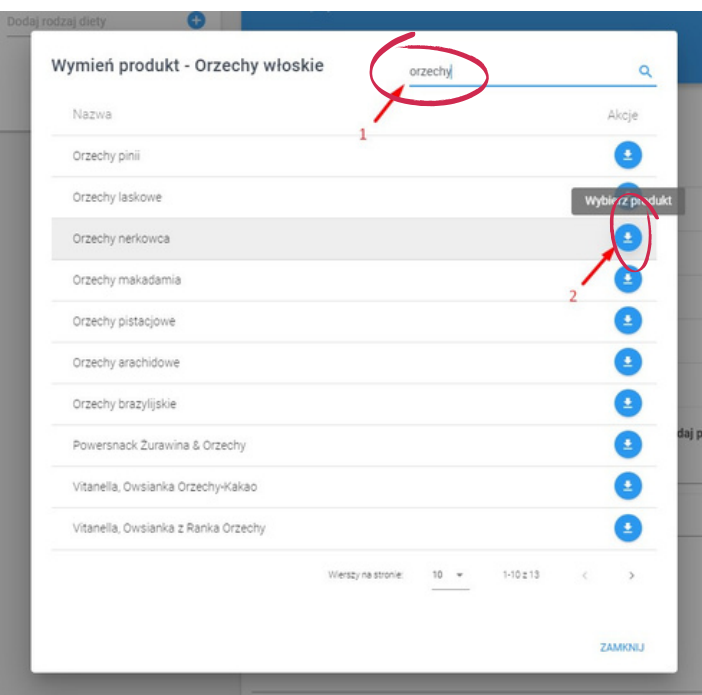 Dodaj rodzaj diety
Wymień produkt - Orzechy włoskie
orzechy
1
Nazwa
Akcje
Orzechy pinii
Orzechy laskowe
Wybierz produkt
Orzechy nerkowca
2
Orzechy makadamia
Orzechy pistacjowe
Orzechy arachidowe
Orzechy brazylijskie
daj p
Powersnack Żurawina & Orzechy
Vitanella, Owsianka Orzechy-Kakao
Vitanella, Owsianka z Ranka Orzechy
Wierszy na stronie: 10 1-10 z 13
ZAMKNIJ